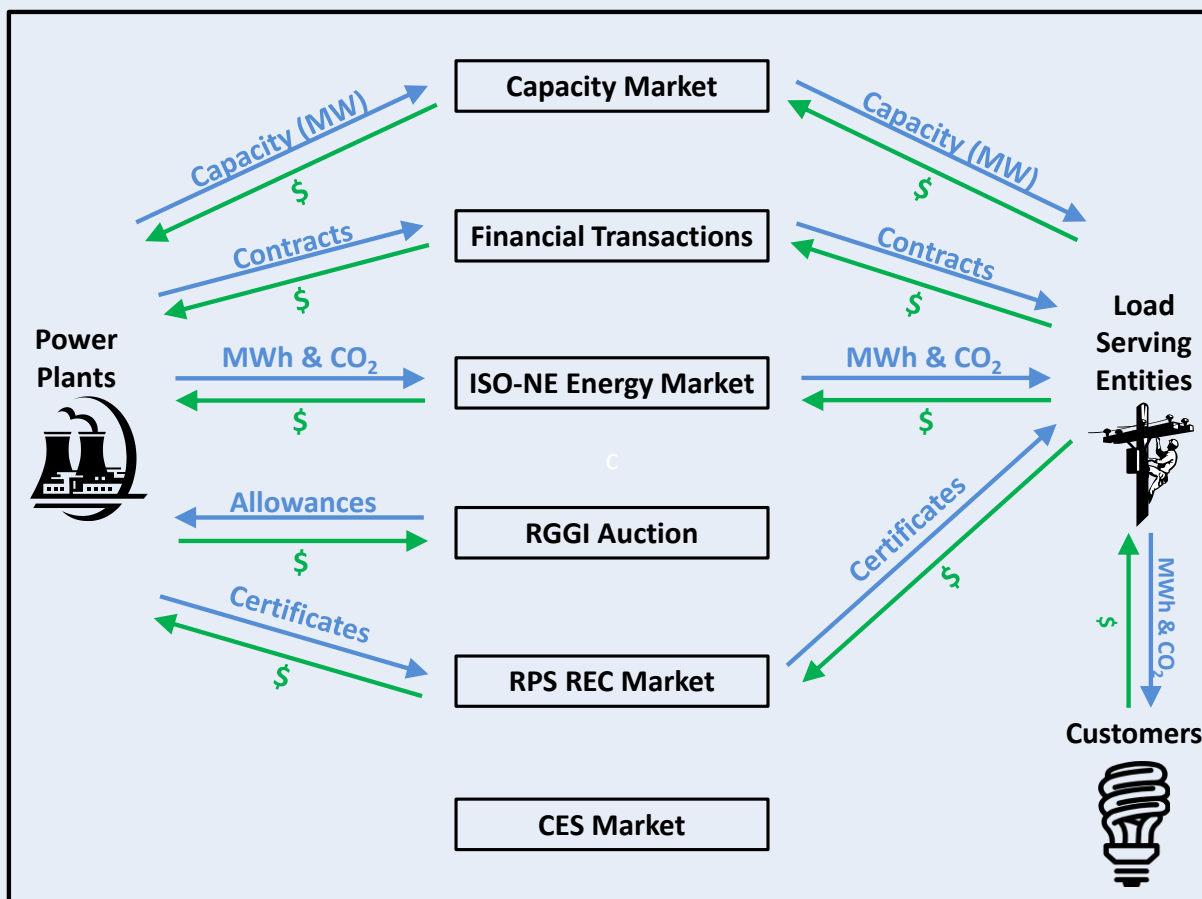 Capacity Market
Capacity (MW)
$
Capacity (MW)
$
Financial Transactions
Contracts
$
Contracts
$
Power
Plants
Load
Serving
Entities
MWh & CO₂
$
ISO-NE Energy Market
MWh & CO₂
$
c
Allowances
$
RGGI Auction
Certificates
$
Certificates
$
RPS REC Market
$
MWh & CO₂
Customers
CES Market